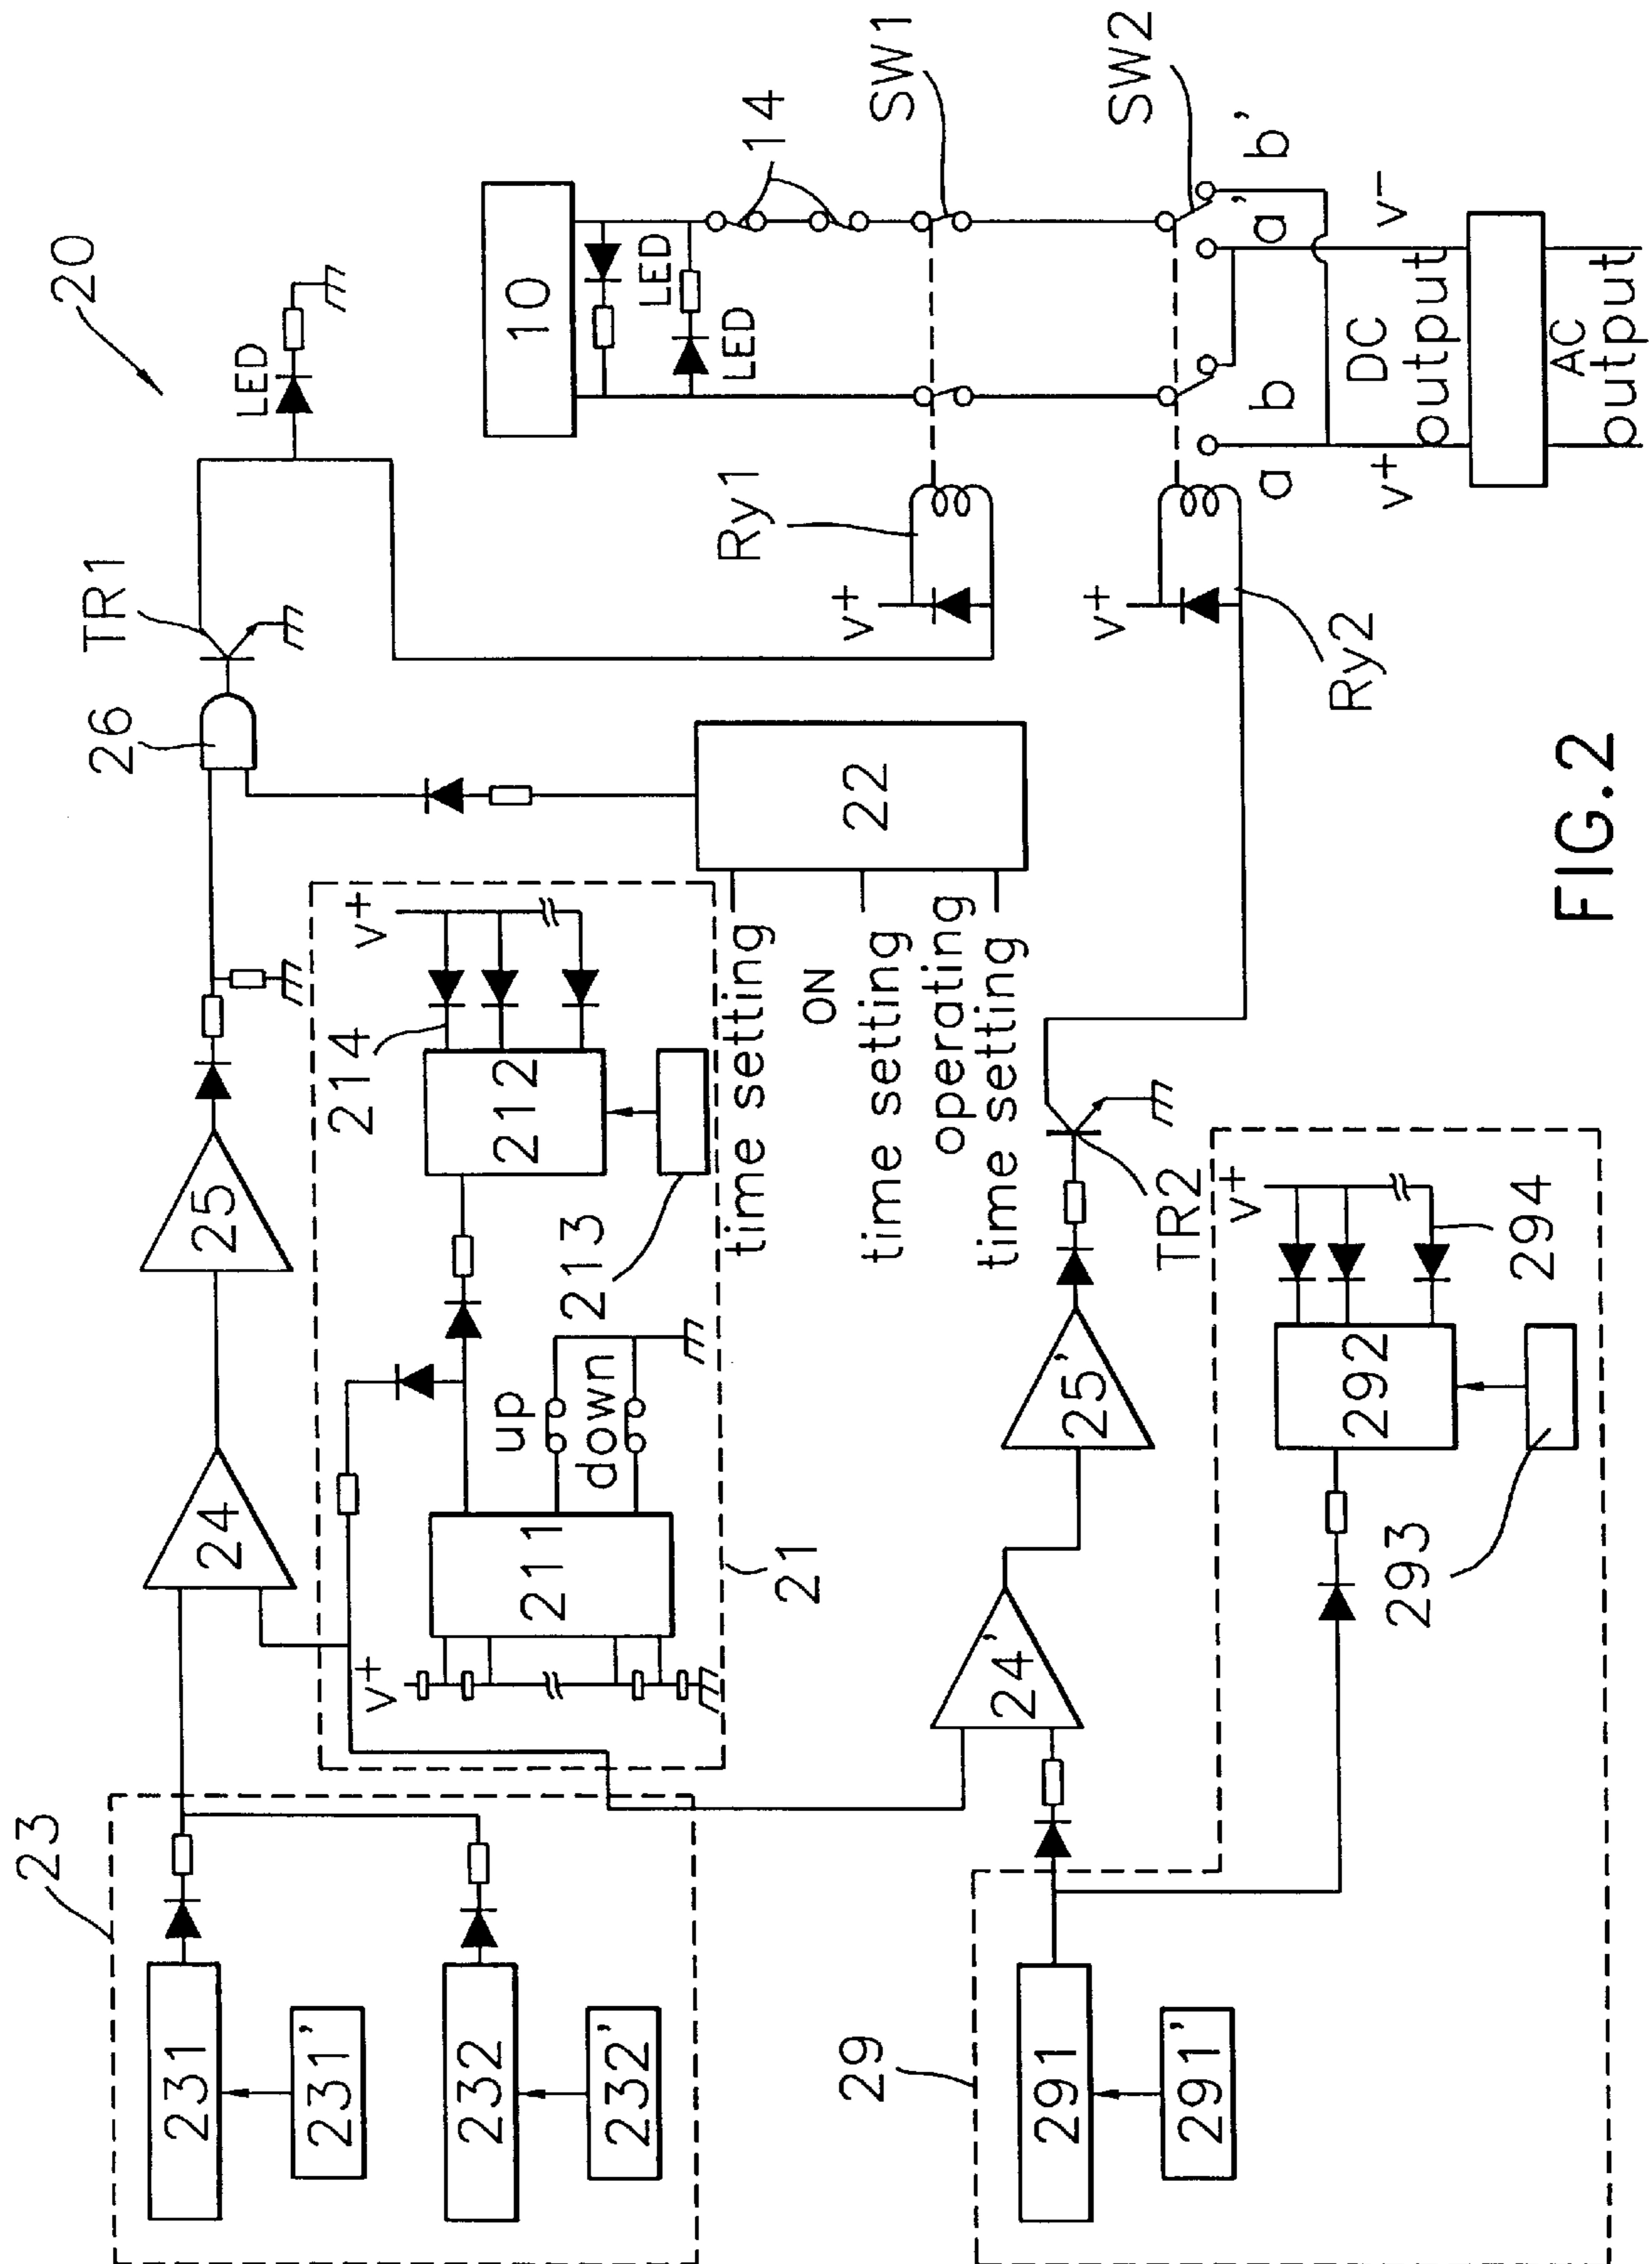 20
LED
TR1
26
10
LED
LED
14
SW1
SW2
Ry1
v+
v+
Ry2
a
b
a'
b'
v+
DC
output
v-
AC
output
25
24
v+
214
212
213
22
time setting
ON
time setting
operating
time setting
up
down
211
v+
21
23
231
231'
232
232'
24'
25'
TR2
29
291
291'
v+
292
293
294
FIG.2